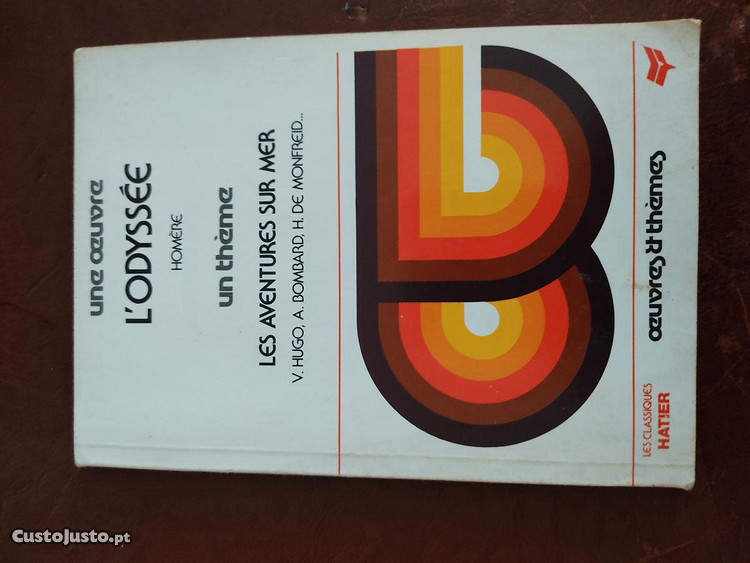 une œuvre
L'ODYSSÉE
HOMÈRE
un thème
LES AVENTURES SUR MER
V. HUGO, A. BOMBARD, H. DE MONFREID...
LES CLASSIQUES
HATIER
œuvres & thèmes
CustoJusto.pt